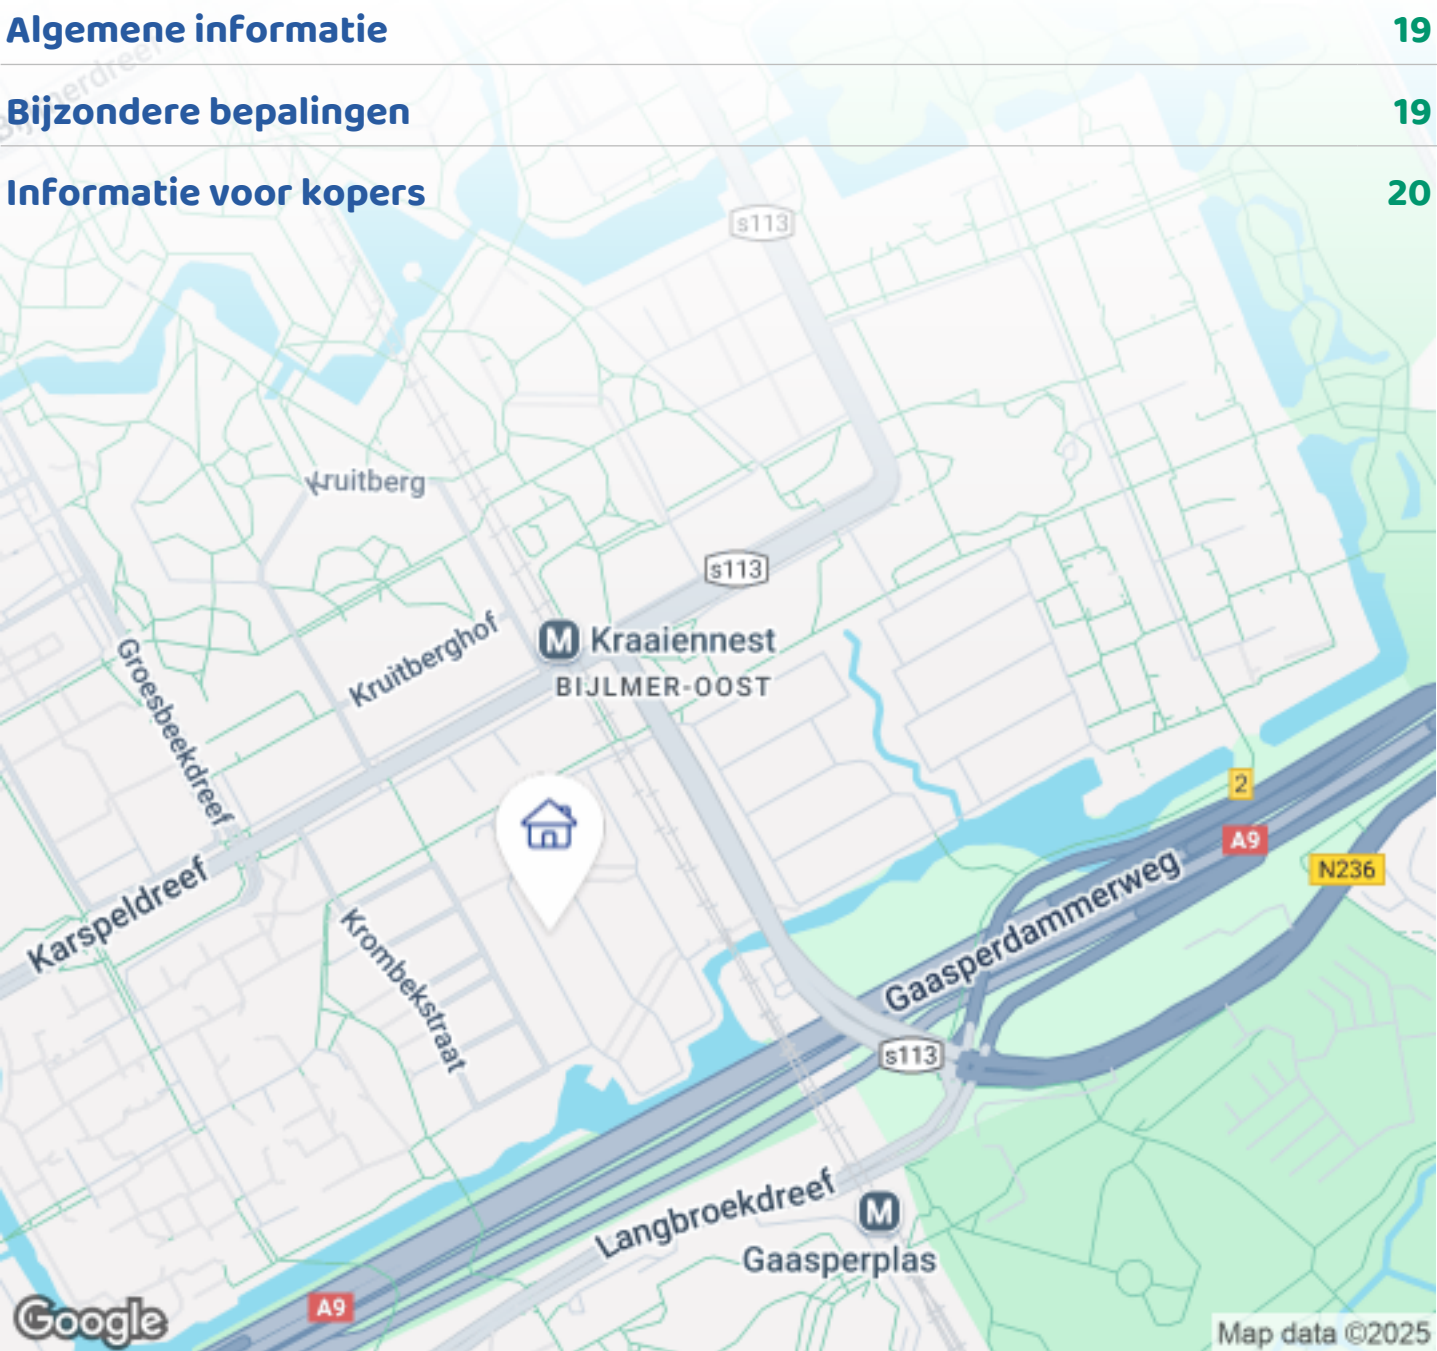 Algemene informatie 19
Bijlmerdreef
Bijzondere bepalingen 19
Informatie voor kopers 20
s113
Kruitberg
s113
Kruitberghof
M Kraaiennest
BIJLMER-OOST
Groesbeekdreef
2
A9
N236
Karspeldreef
Krombekstraat
Gaasperdammerweg
s113
Langbroekdreef
M
Gaasperplas
A9
Google
Map data ©2025